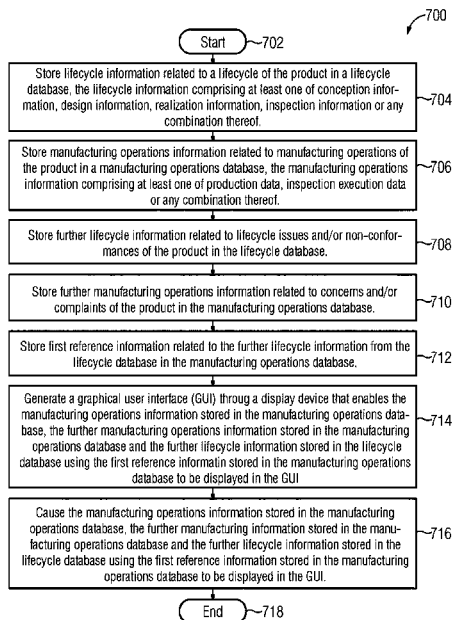 700
Start
702
Store lifecycle information related to a lifecycle of the product in a lifecycle
database, the lifecycle information comprising at least one of conception infor-
mation, design information, realization information, inspection information or any
combination thereof.
704
Store manufacturing operations information related to manufacturing operations of
the product in a manufacturing operations database, the manufacturing operations
information comprising at least one of production data, inspection execution data
or any combination thereof.
706
Store further lifecycle information related to lifecycle issues and/or non-confor-
mances of the product in the lifecycle database.
708
Store further manufacturing operations information related to concerns and/or
complaints of the product in the manufacturing operations database.
710
Store first reference information related to the further lifecycle information from the
lifecycle database in the manufacturing operations database.
712
Generate a graphical user interface (GUI) throug a display device that enables the
manufacturing operations information stored in the manufacturing operations data-
base, the further manufacturing operations information stored in the manufacturing
operations database and the further lifecycle information stored in the lifecycle
database using the first reference informatin stored in the manufacturing operations
database to be displayed in the GUI
714
Cause the manufacturing operations information stored in the manufacturing
operations database, the further manufacturing information stored in the manu-
facturing operations database and the further lifecycle information stored in the
lifecycle database using the first reference information stored in the manufacturing
operations database to be displayed in the GUI.
716
End
718